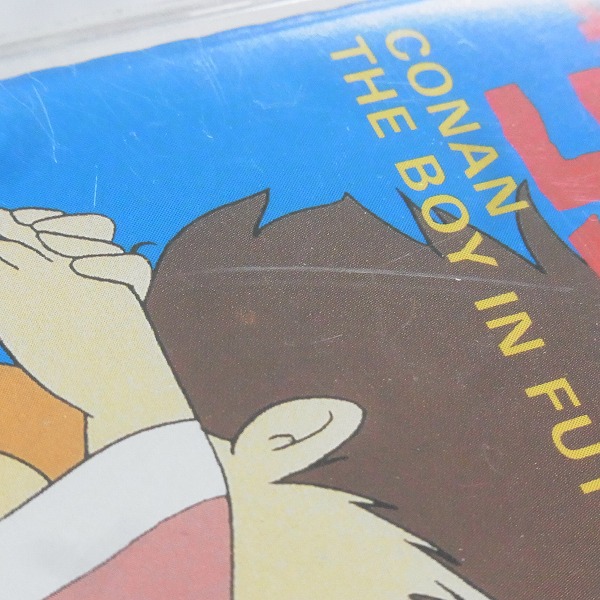 CONAN
THE BOY IN FU